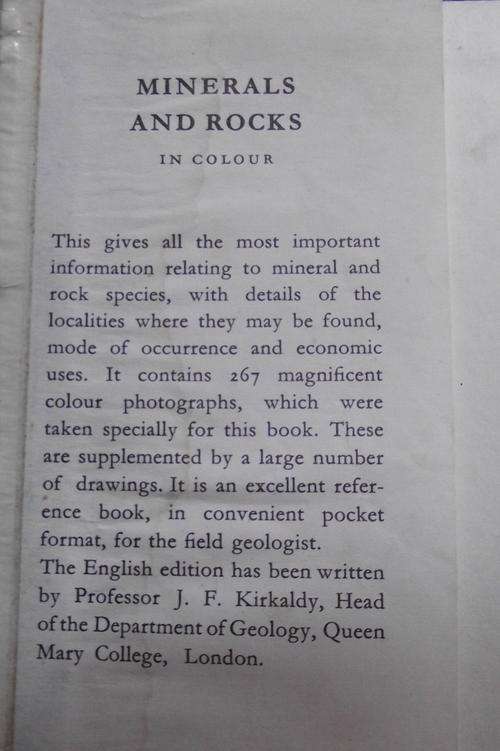 MINERALS
AND ROCKS
IN COLOUR
This gives all the most important
information relating to mineral and
rock species, with details of the
localities where they may be found,
mode of occurrence and economic
uses. It contains 267 magnificent
colour photographs, which were
taken specially for this book. These
are supplemented by a large number
of drawings. It is an excellent refer-
ence book, in convenient pocket
format, for the field geologist.
The English edition has been written
by Professor J. F. Kirkaldy, Head
of the Department of Geology, Queen
Mary College, London.